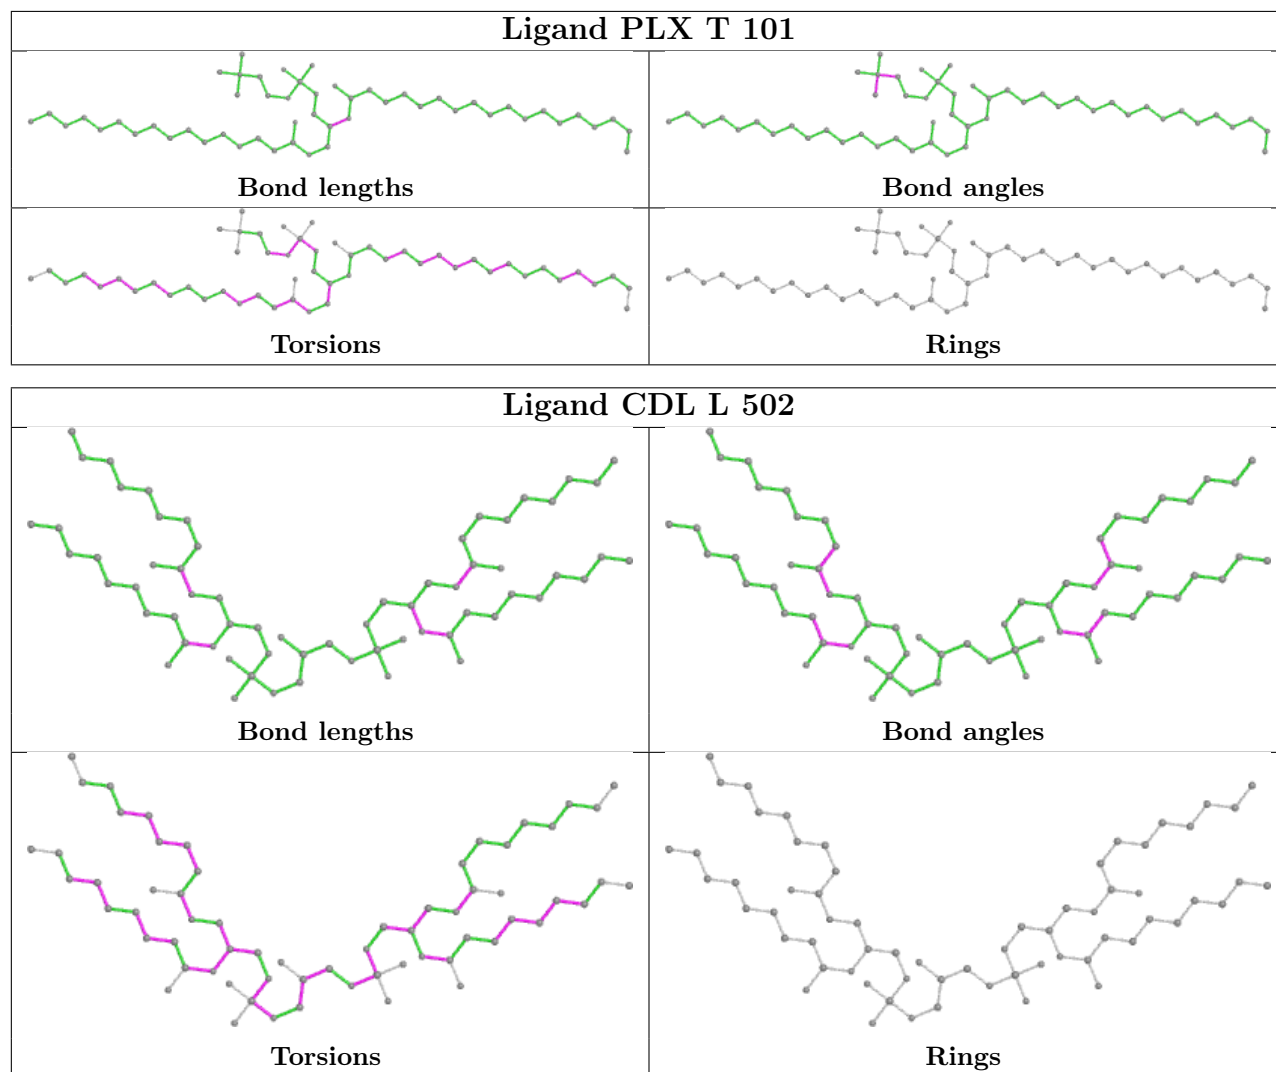 Ligand PLX T 101
Bond lengths
Bond angles
Torsions
Rings
Ligand CDL L 502
Bond lengths
Bond angles
Torsions
Rings